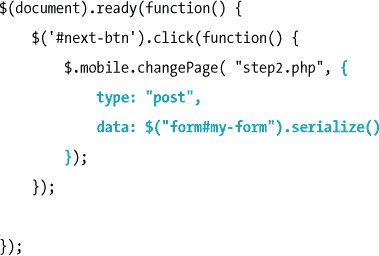 $(document).ready(function() {
$('#next-btn').click(function() {
$.mobile.changePage( "step2.php", {
type: "post",
data: $("form#my-form").serialize()
});
});
});